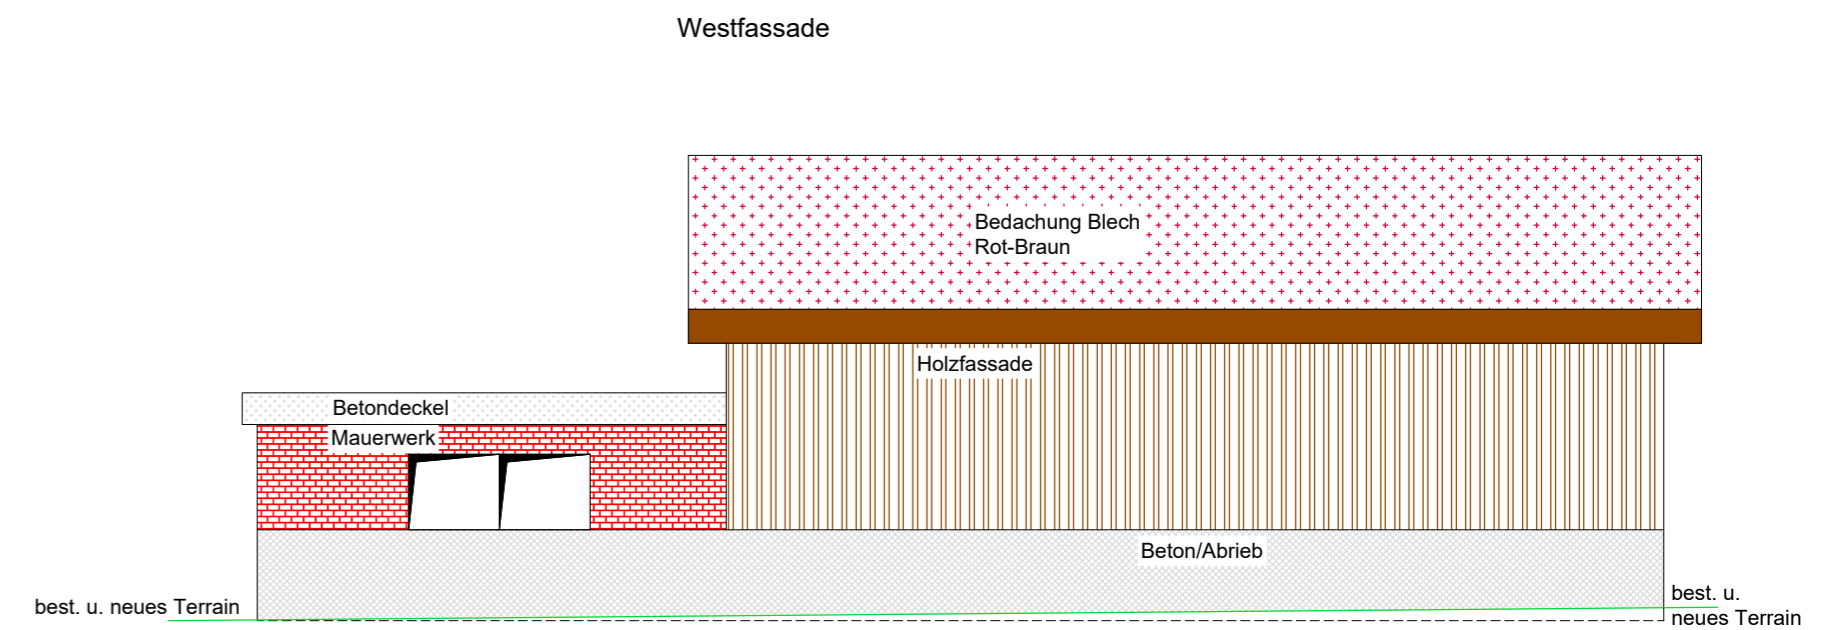 Westfassade
Bedachung Blech
Rot-Braun
Holzfassade
Betondeckel
Mauerwerk
Beton/Abrieb
best. u. neues Terrain
best. u.
neues Terrain